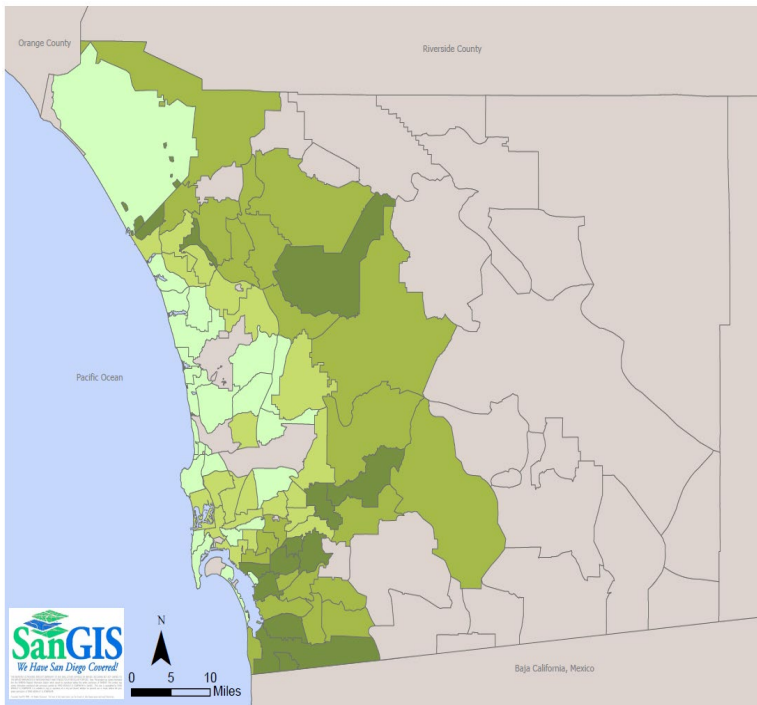 Orange County
Riverside County
Pacific Ocean
SanGIS
We Have San Diego Covered!
N
0 5 10
Miles
Baja California, Mexico